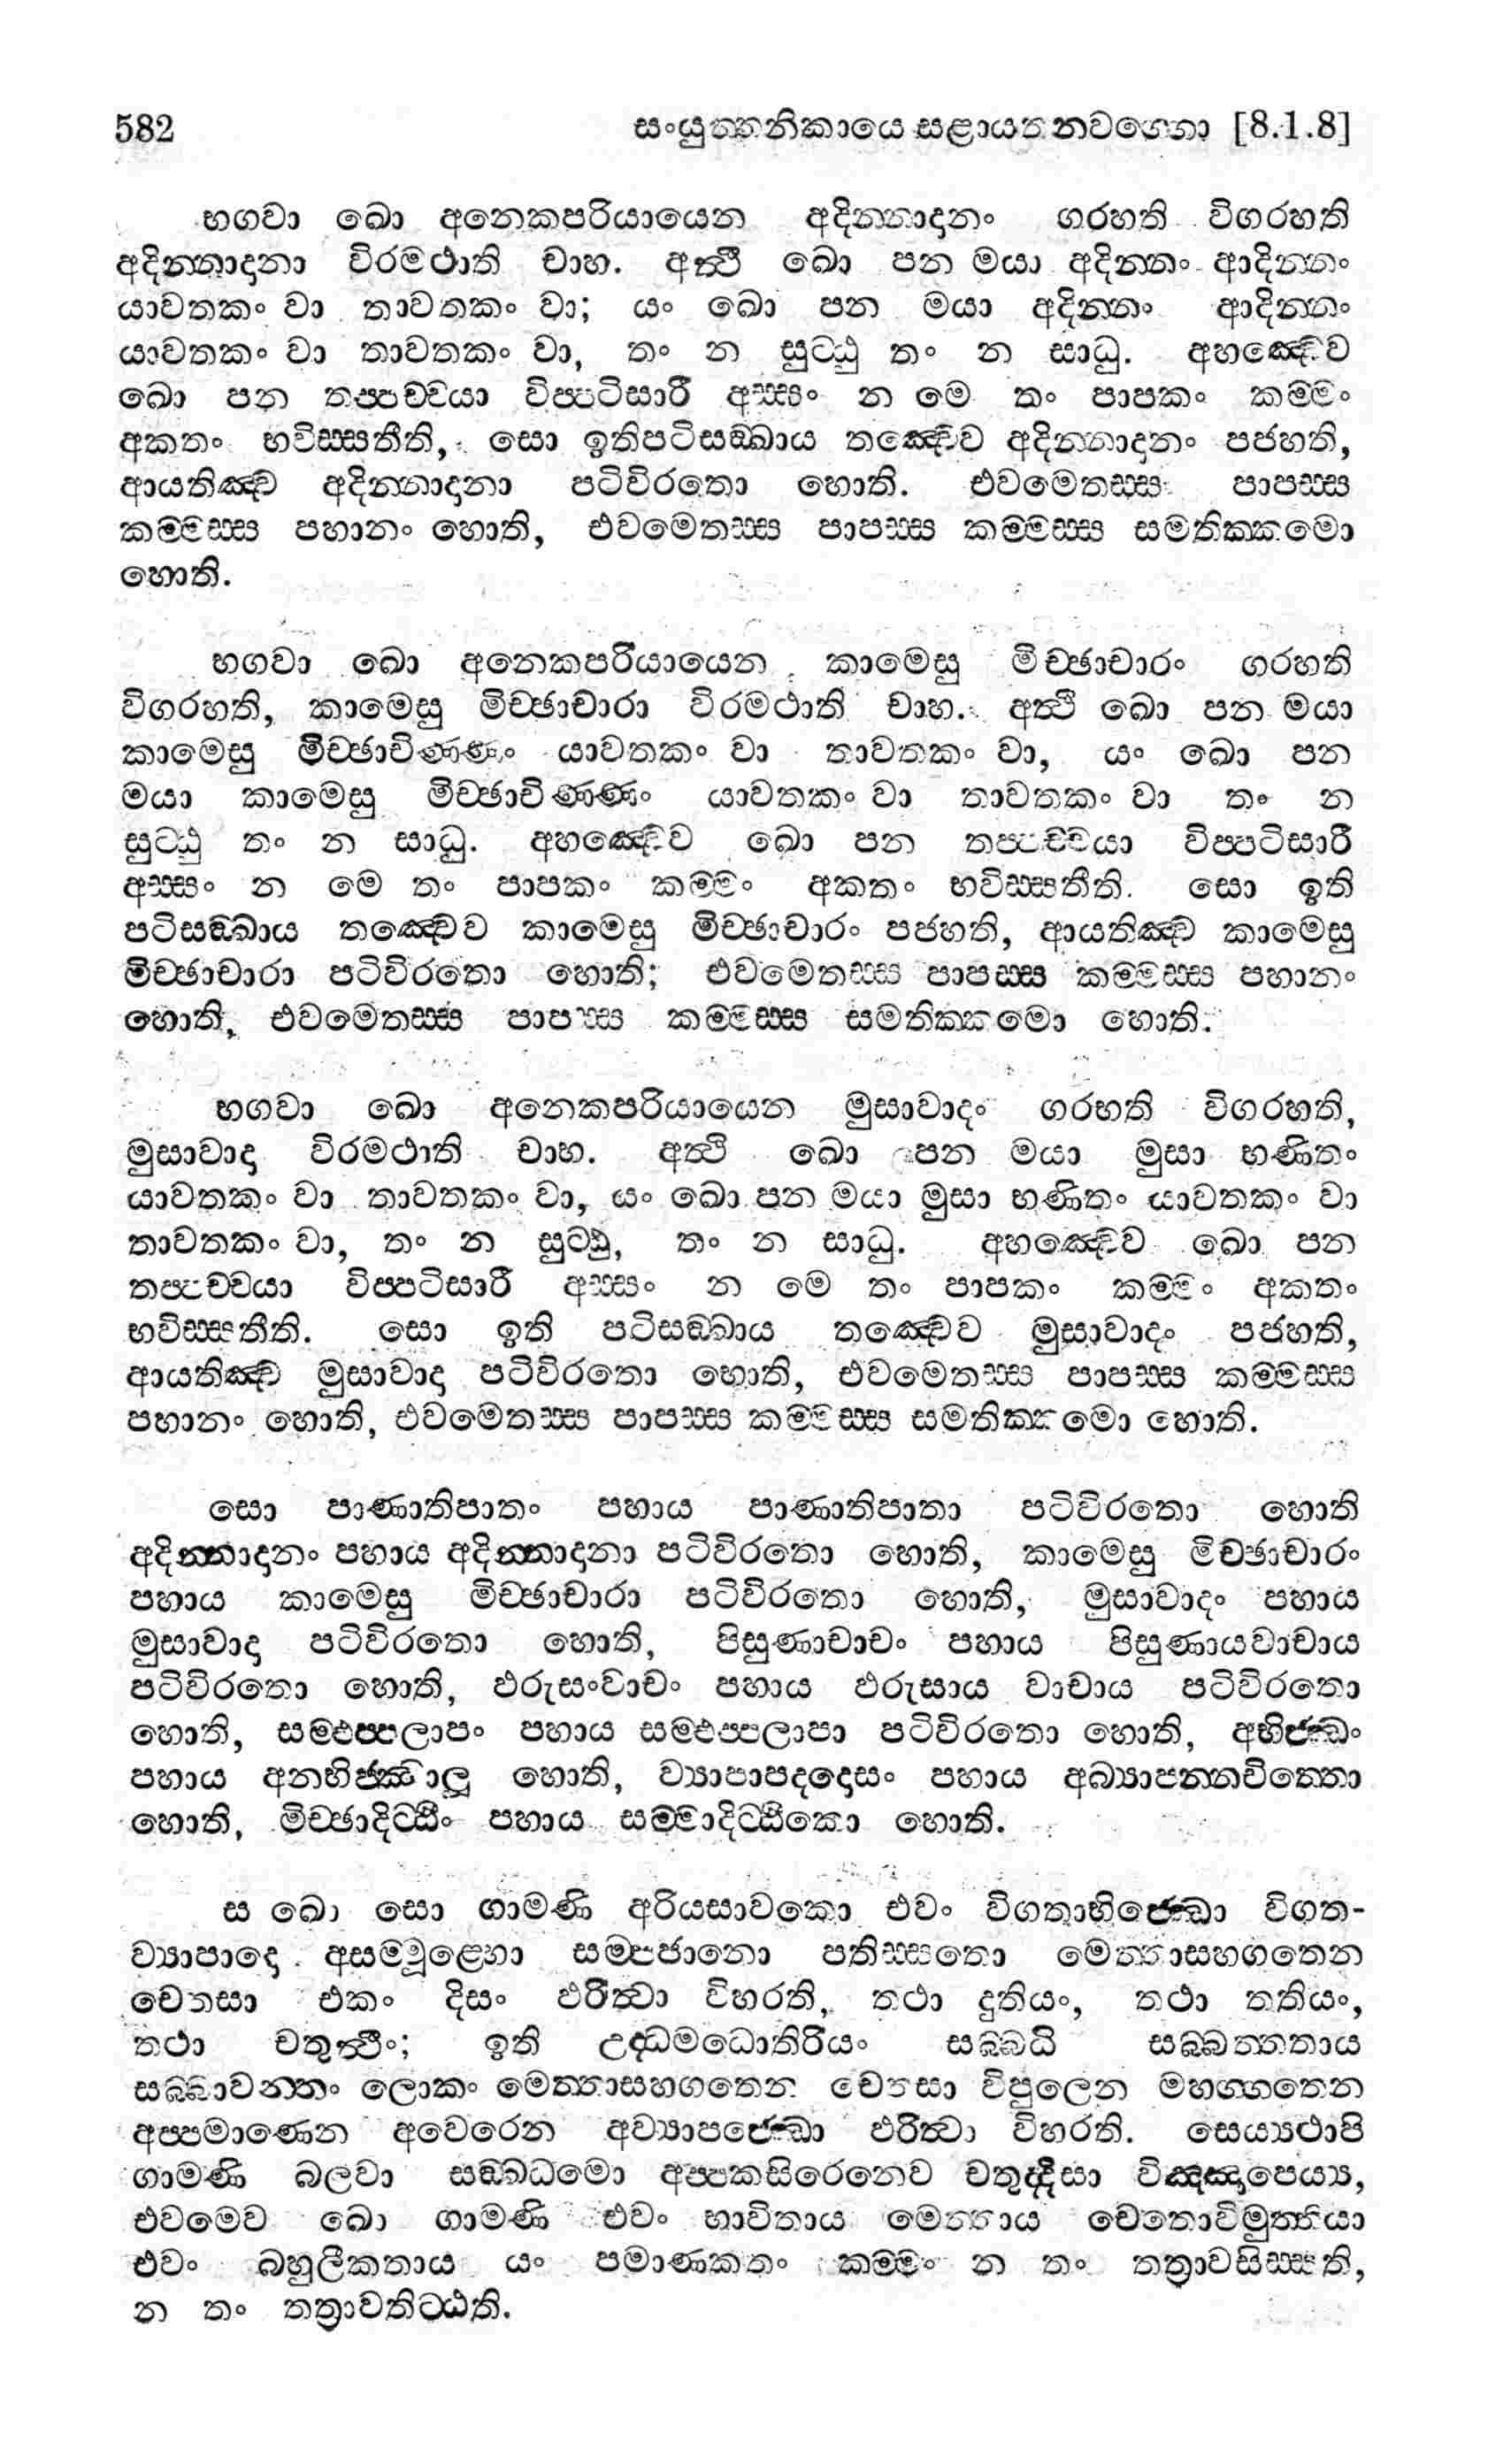 582 සංයුත්තනිකායෙ සළායතනවග්ගො [8.1.8]
භගවා ඛො අනෙකපරියායෙන අදින්නාදානං ගරහති විගරහති
අදින්නාදානා විරමථාති චාහ. අත්ථි ඛො පන මයා අදින්නං ආදින්නං
යාවතකං වා තාවතකං වා; යං ඛො පන මයා අදින්නං ආදින්නං
යාවතකං වා තාවතකං වා, තං න සුට්ඨු තං න සාධු. අහඤ්චෙව
ඛො පන තප්පච්චයා විප්පටිසාරී අස්සං න මෙ තං පාපකං කම්මං
අකතං භවිස්සතීති, සො ඉතිපටිසඞ්ඛාය තඤ්චෙව අදින්නාදානං පජහති,
ආයතිඤ්ච අදින්නාදානා පටිවිරතො හොති. එවමෙතස්ස පාපස්ස
කම්මස්ස පහානං හොති, එවමෙතස්ස පාපස්ස කම්මස්ස සමතික්කමො
හොති.
භගවා ඛො අනෙකපරියායෙන කාමෙසු මිච්ඡාචාරං ගරහති
විගරහති, කාමෙසු මිච්ඡාචාරා විරමථාති චාහ. අත්ථි ඛො පන මයා
කාමෙසු මිච්ඡාචිණ්ණං යාවතකං වා තාවතකං වා, යං ඛො පන
මයා කාමෙසු මිච්ඡාචිණ්ණං යාවතකං වා තාවතකං වා තං න
සුට්ඨු තං න සාධු. අහඤ්චෙව ඛො පන තප්පච්චයා විප්පටිසාරී
අස්සං න මෙ තං පාපකං කම්මං අකතං භවිස්සතීති. සො ඉති
පටිසඞ්ඛාය තඤ්චෙව කාමෙසු මිච්ඡාචාරං පජහති, ආයතිඤ්ච කාමෙසු
මිච්ඡාචාරා පටිවිරතො හොති; එවමෙතස්ස පාපස්ස කම්මස්ස පහානං
හොති, එවමෙතස්ස පාපස්ස කම්මස්ස සමතික්කමො හොති.
භගවා ඛො අනෙකපරියායෙන මුසාවාදං ගරහති විගරහති,
මුසාවාදා විරමථාති චාහ. අත්ථි ඛො පන මයා මුසා භණිතං
යාවතකං වා තාවතකං වා, යං ඛො පන මයා මුසා භණිතං යාවතකං වා
තාවතකං වා, තං න සුට්ඨු, තං න සාධු. අහඤ්චෙව ඛො පන
තප්පච්චයා විප්පටිසාරී අස්සං න මෙ තං පාපකං කම්මං අකතං
භවිස්සතීති. සො ඉති පටිසඞ්ඛාය තඤ්චෙව මුසාවාදං පජහති,
ආයතිඤ්ච මුසාවාදා පටිවිරතො හොති, එවමෙතස්ස පාපස්ස කම්මස්ස
පහානං හොති, එවමෙතස්ස පාපස්ස කම්මස්ස සමතික්කමො හොති.
සො පාණාතිපාතං පහාය පාණාතිපාතා පටිවිරතො හොති
අදින්නාදානං පහාය අදින්නාදානා පටිවිරතො හොති, කාමෙසු මිච්ඡාචාරං
පහාය කාමෙසු මිච්ඡාචාරා පටිවිරතො හොති, මුසාවාදං පහාය
මුසාවාදා පටිවිරතො හොති, පිසුණාචාචං පහාය පිසුණායවාචාය
පටිවිරතො හොති, ඵරුසංවාචං පහාය ඵරුසාය වාචාය පටිවිරතො
හොති, සම්ඵප්පලාපං පහාය සම්ඵප්පලාපා පටිවිරතො හොති, අභිජ්ඣං
පහාය අනභිජ්ඣාලූ හොති, ව්‍යාපාපදදොසං පහාය අබ්‍යාපන්නචිත්තො
හොති, මිච්ඡාදිට්ඨිං පහාය සම්මාදිට්ඨිකො හොති.
ස ඛො සො ගාමණි අරියසාවකො එවං විගතාභිජ්ඣො විගත-
ව්‍යාපාදො අසම්මූළ්හො සම්පජානො පතිස්සතො මෙත්තාසහගතෙන
චෙතසා එකං දිසං ඵරිත්වා විහරති, තථා දුතියං, තථා තතියං,
තථා චතුත්ථිං; ඉති උද්ධමධොතිරියං සබ්බධි සබ්බත්තතාය
සබ්බාවන්තං ලොකං මෙත්තාසහගතෙන චෙතසා විපුලෙන මහග්ගතෙන
අප්පමාණෙන අවෙරෙන අව්‍යාපජ්ඣො ඵරිත්වා විහරති. සෙය්‍යථාපි
ගාමණි බලවා සඞ්ඛධමො අප්පකසිරෙනෙව චතුද්දිසා විඤ්ඤාපෙය්‍ය,
එවමෙව ඛො ගාමණි එවං භාවිතාය මෙත්තාය චෙතොවිමුත්තියා
එවං බහුලීකතාය යං පමාණකතං කම්මං න තං තත්‍රාවසිස්සති,
න තං තත්‍රාවතිට්ඨති.